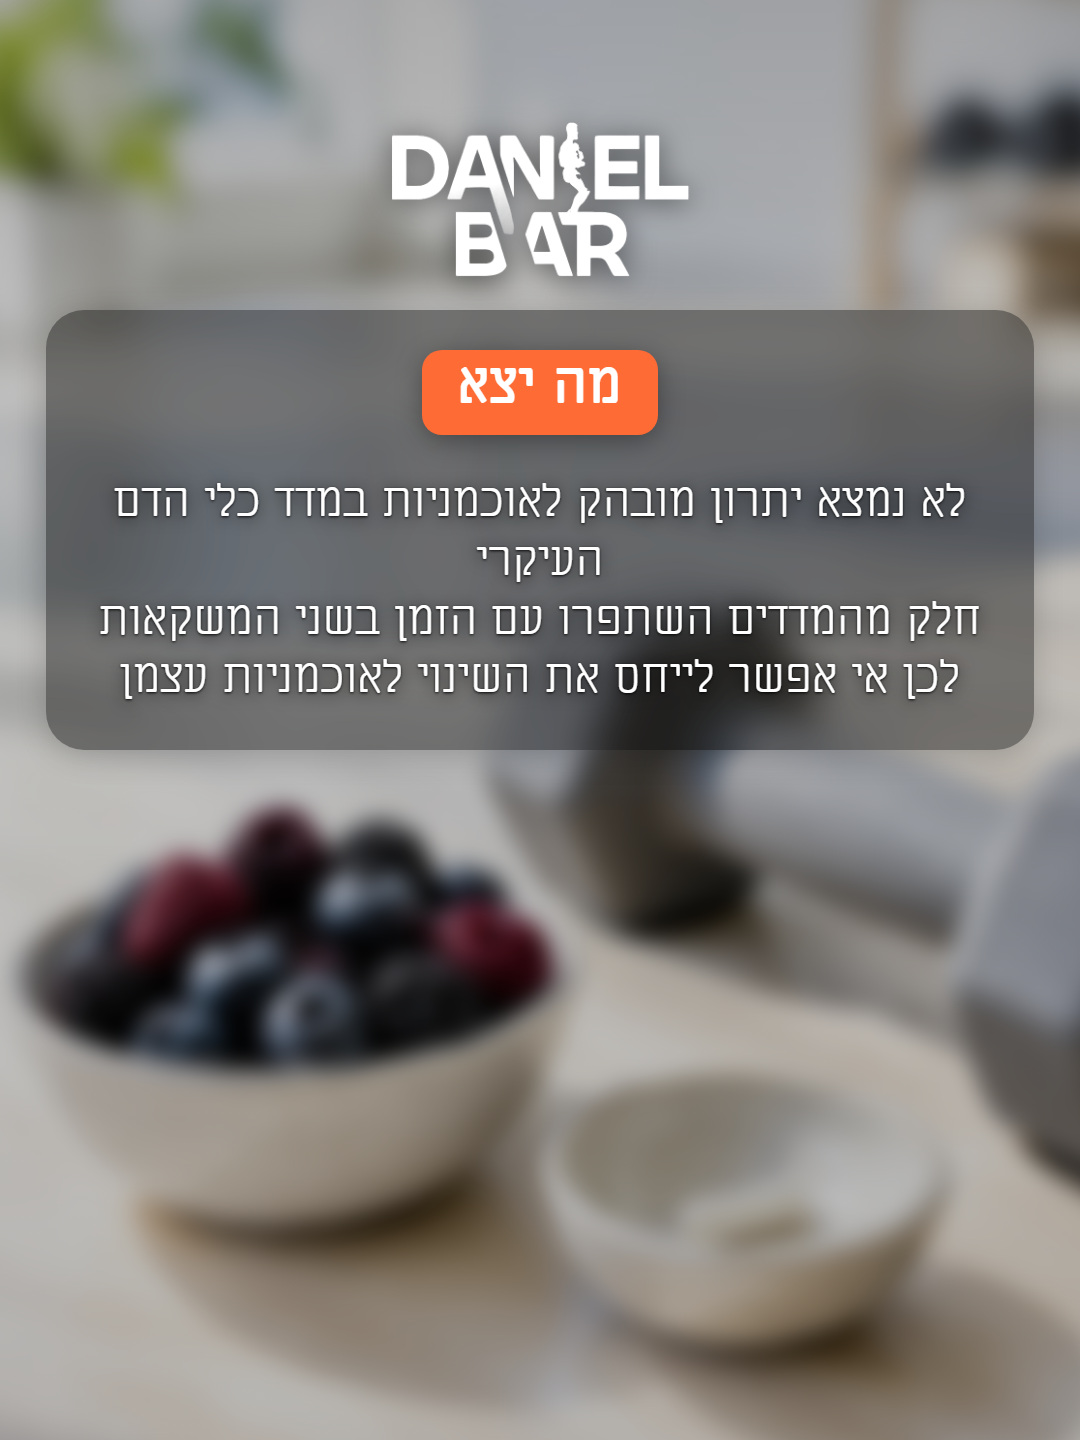 DANIEL
BAR
מה יצא
לא נמצא יתרון מובהק לאוכמניות במדד כלי הדם
העיקרי
חלק מהמדדים השתפרו עם הזמן בשני המשקאות
לכן אי אפשר לייחס את השינוי לאוכמניות עצמן